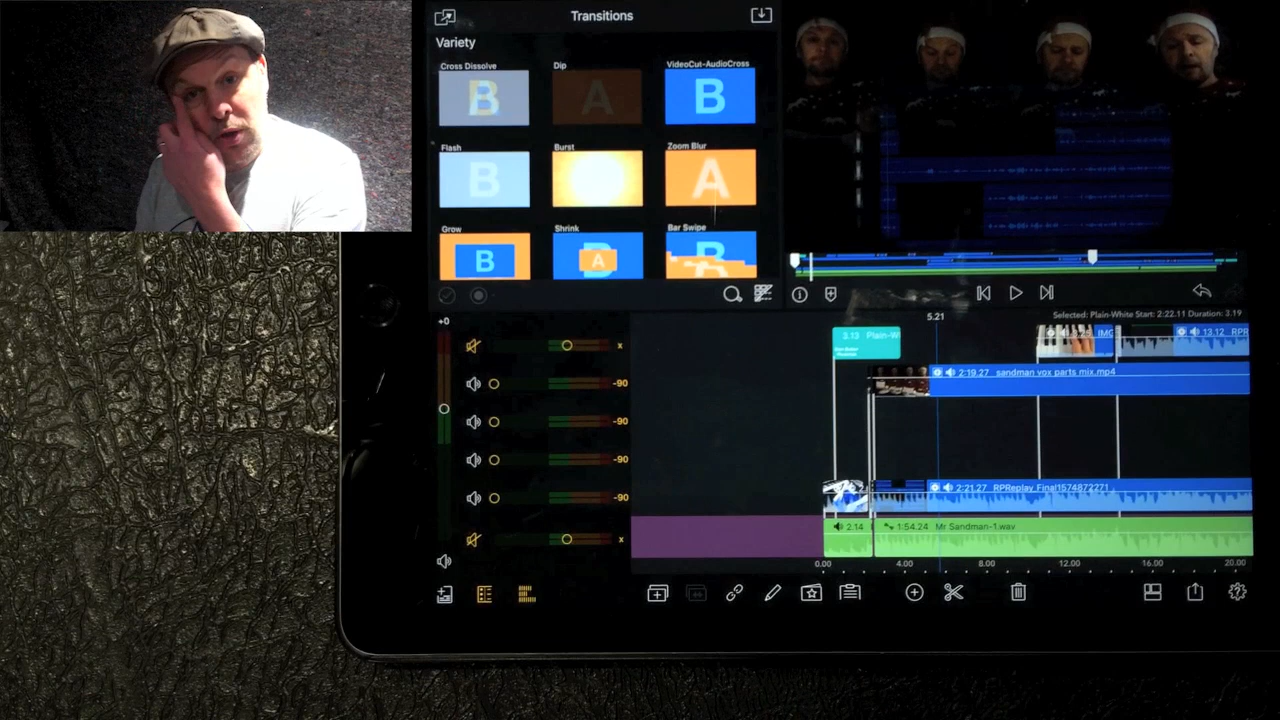 Transitions
Variety
Cross Dissolve
Dip
VideoCut-AudioCross
B
A
B
Flash
Burst
Zoom Blur
B
A
Grow
Shrink
Bar Swipe
B
A
B
+0
5.21
Selected: Plain-White Start: 2:22.11 Duration: 3.19
x
3.13 Plain-W
IMG
13.12 RPR
-90
2:19.27 sandman vox parts mix.mp4
-90
-90
-90
2:21.27 RPReplay_Final1574872271
x
2.14
1:54.24 Mr Sandman-1.wav
0.00
4.00
8.00
12.00
16.00
20.00